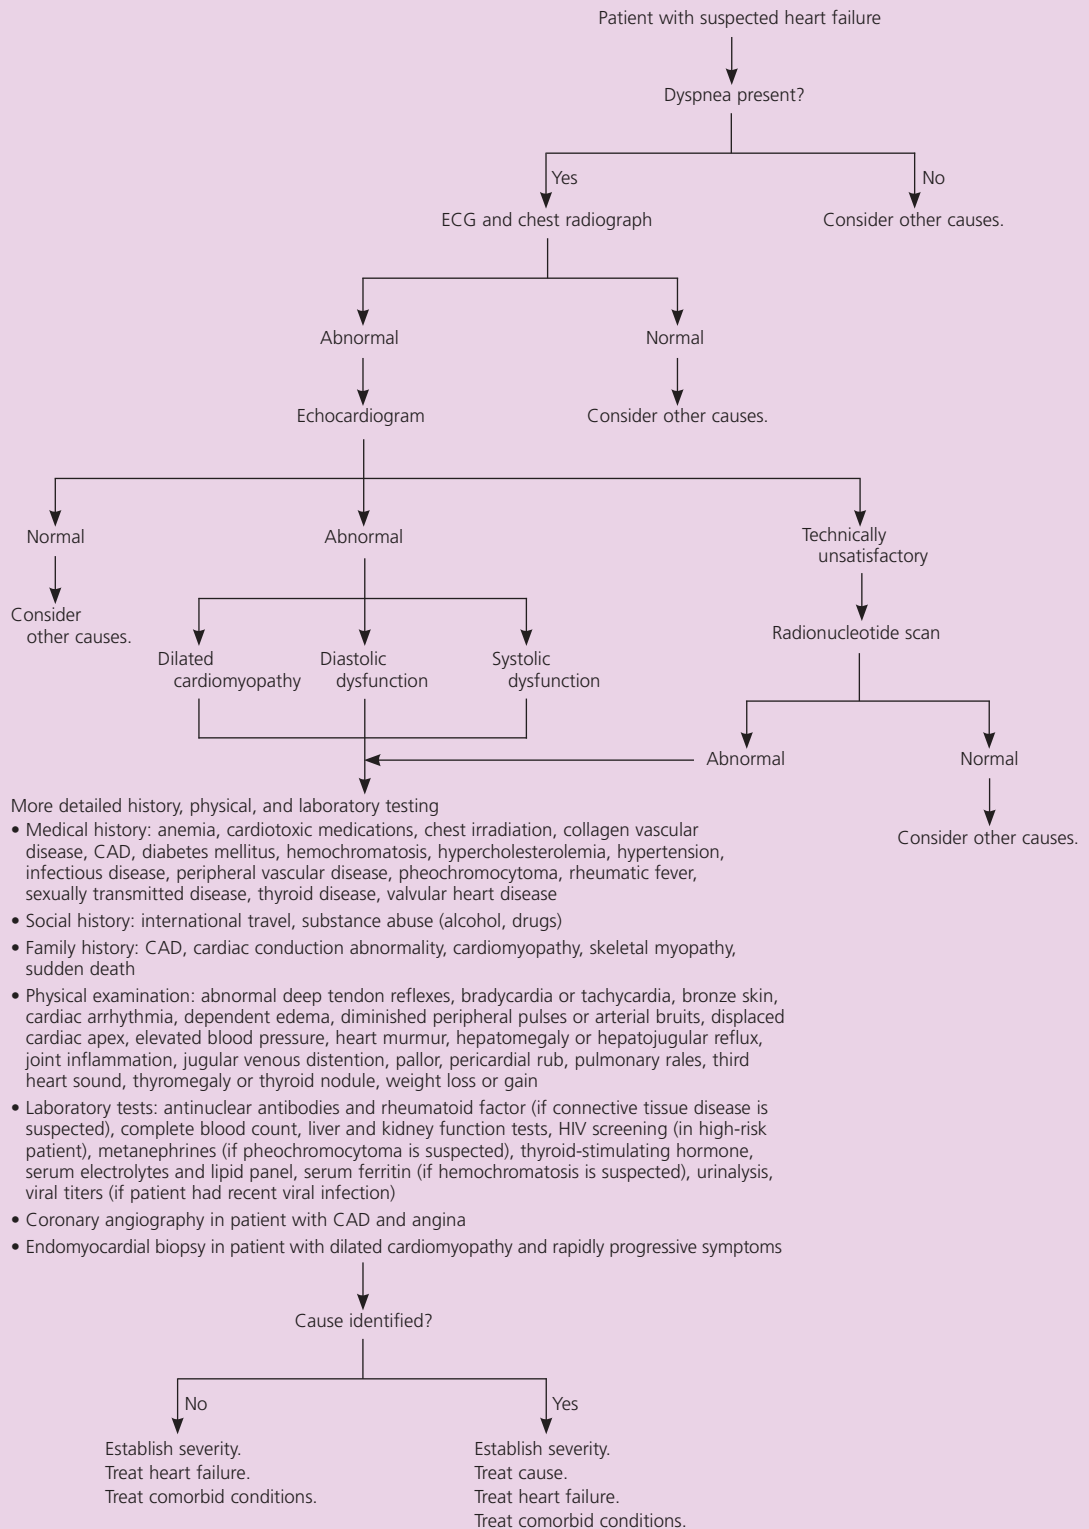 Patient with suspected heart failure
Dyspnea present?
Yes
No
ECG and chest radiograph
Consider other causes.
Abnormal
Normal
Echocardiogram
Consider other causes.
Normal
Abnormal
Technically
unsatisfactory
Consider
other causes.
Radionucleotide scan
Dilated
cardiomyopathy
Diastolic
dysfunction
Systolic
dysfunction
Abnormal
Normal
Consider other causes.
More detailed history, physical, and laboratory testing
• Medical history: anemia, cardiotoxic medications, chest irradiation, collagen vascular
disease, CAD, diabetes mellitus, hemochromatosis, hypercholesterolemia, hypertension,
infectious disease, peripheral vascular disease, pheochromocytoma, rheumatic fever,
sexually transmitted disease, thyroid disease, valvular heart disease
• Social history: international travel, substance abuse (alcohol, drugs)
• Family history: CAD, cardiac conduction abnormality, cardiomyopathy, skeletal myopathy,
sudden death
• Physical examination: abnormal deep tendon reflexes, bradycardia or tachycardia, bronze skin,
cardiac arrhythmia, dependent edema, diminished peripheral pulses or arterial bruits, displaced
cardiac apex, elevated blood pressure, heart murmur, hepatomegaly or hepatojugular reflux,
joint inflammation, jugular venous distention, pallor, pericardial rub, pulmonary rales, third
heart sound, thyromegaly or thyroid nodule, weight loss or gain
• Laboratory tests: antinuclear antibodies and rheumatoid factor (if connective tissue disease is
suspected), complete blood count, liver and kidney function tests, HIV screening (in high-risk
patient), metanephrines (if pheochromocytoma is suspected), thyroid-stimulating hormone,
serum electrolytes and lipid panel, serum ferritin (if hemochromatosis is suspected), urinalysis,
viral titers (if patient had recent viral infection)
• Coronary angiography in patient with CAD and angina
• Endomyocardial biopsy in patient with dilated cardiomyopathy and rapidly progressive symptoms
Cause identified?
No
Yes
Establish severity.
Treat heart failure.
Treat comorbid conditions.
Establish severity.
Treat cause.
Treat heart failure.
Treat comorbid conditions.